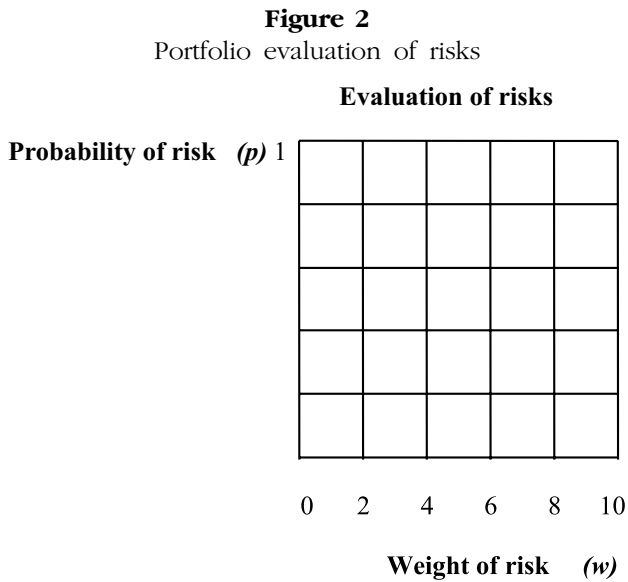 Figure 2
Portfolio evaluation of risks
Evaluation of risks
Probability of risk (p) 1
0 2 4 6 8 10
Weight of risk (w)